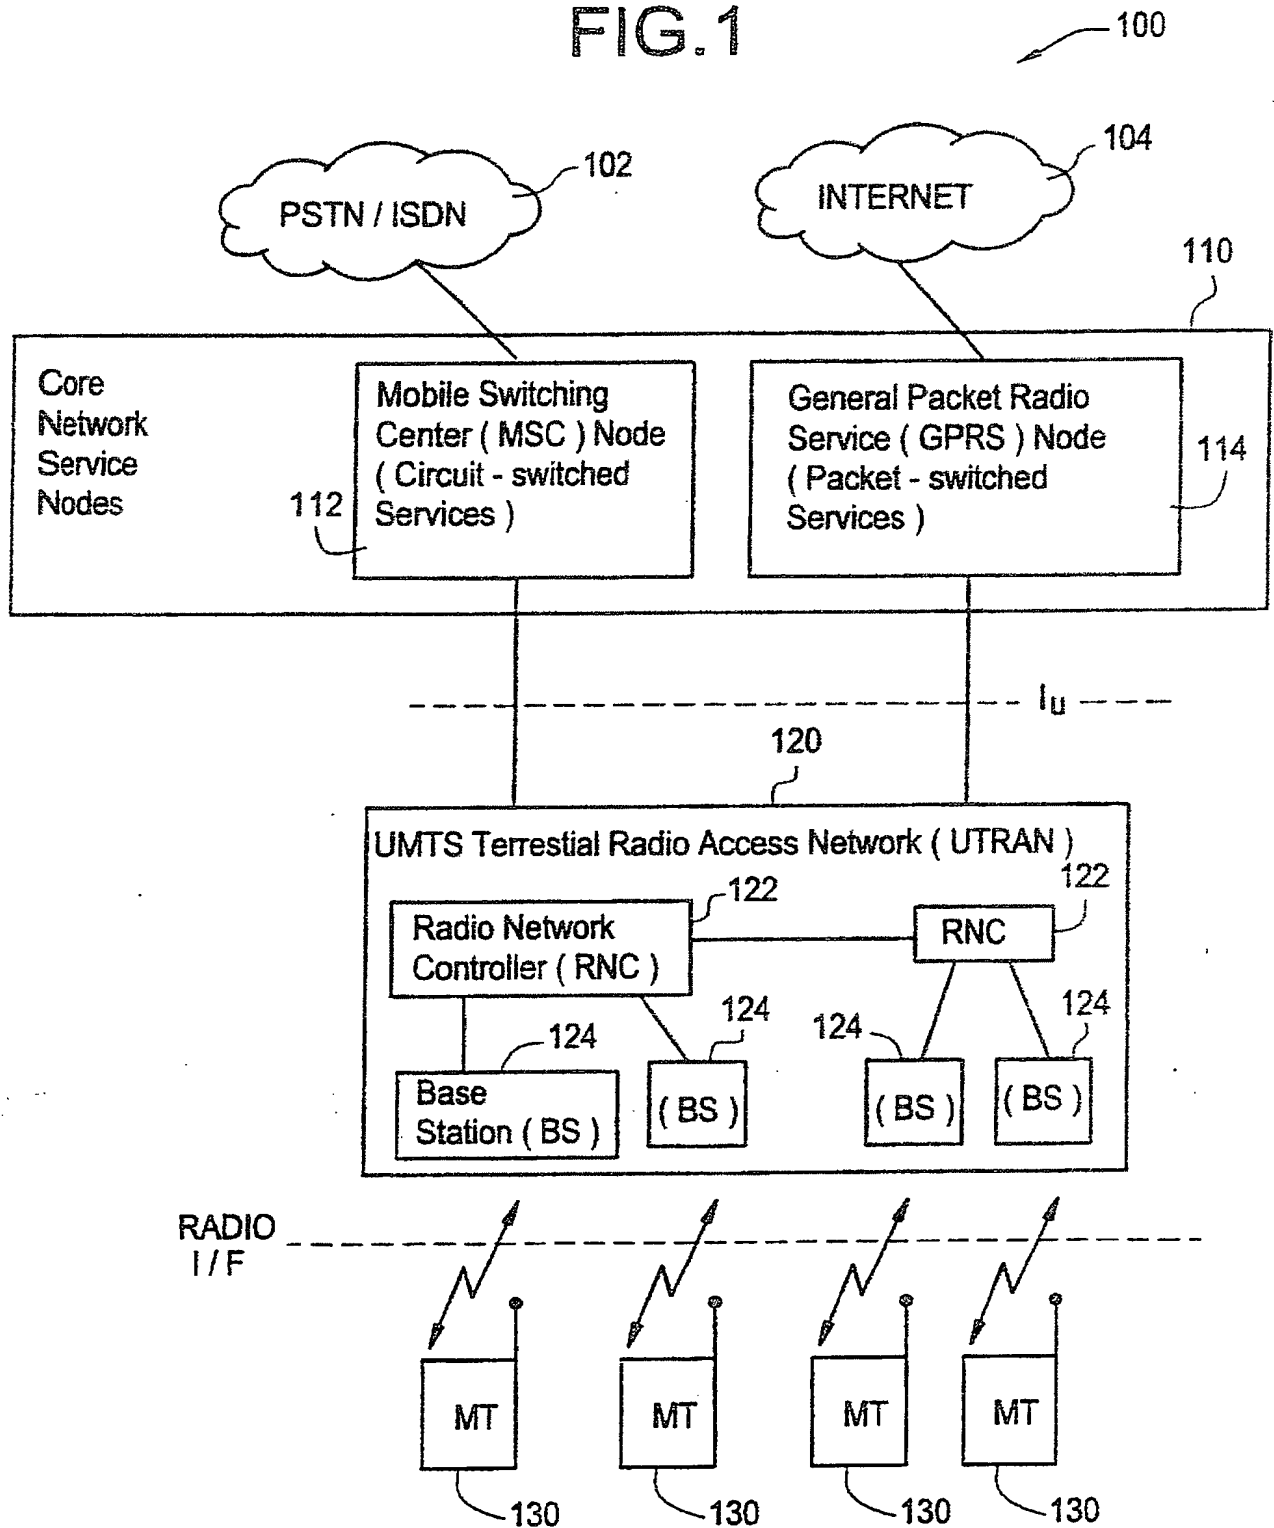 FIG.1
100
102
104
PSTN / ISDN
INTERNET
110
Core
Network
Service
Nodes
Mobile Switching
Center ( MSC ) Node
( Circuit - switched
Services )
112
General Packet Radio
Service ( GPRS ) Node
( Packet - switched
Services )
114
Iu
120
UMTS Terrestial Radio Access Network ( UTRAN )
122
122
Radio Network
Controller ( RNC )
RNC
124
124
124
124
Base
Station ( BS )
( BS )
( BS )
( BS )
RADIO
I / F
MT
MT
MT
MT
130
130
130
130